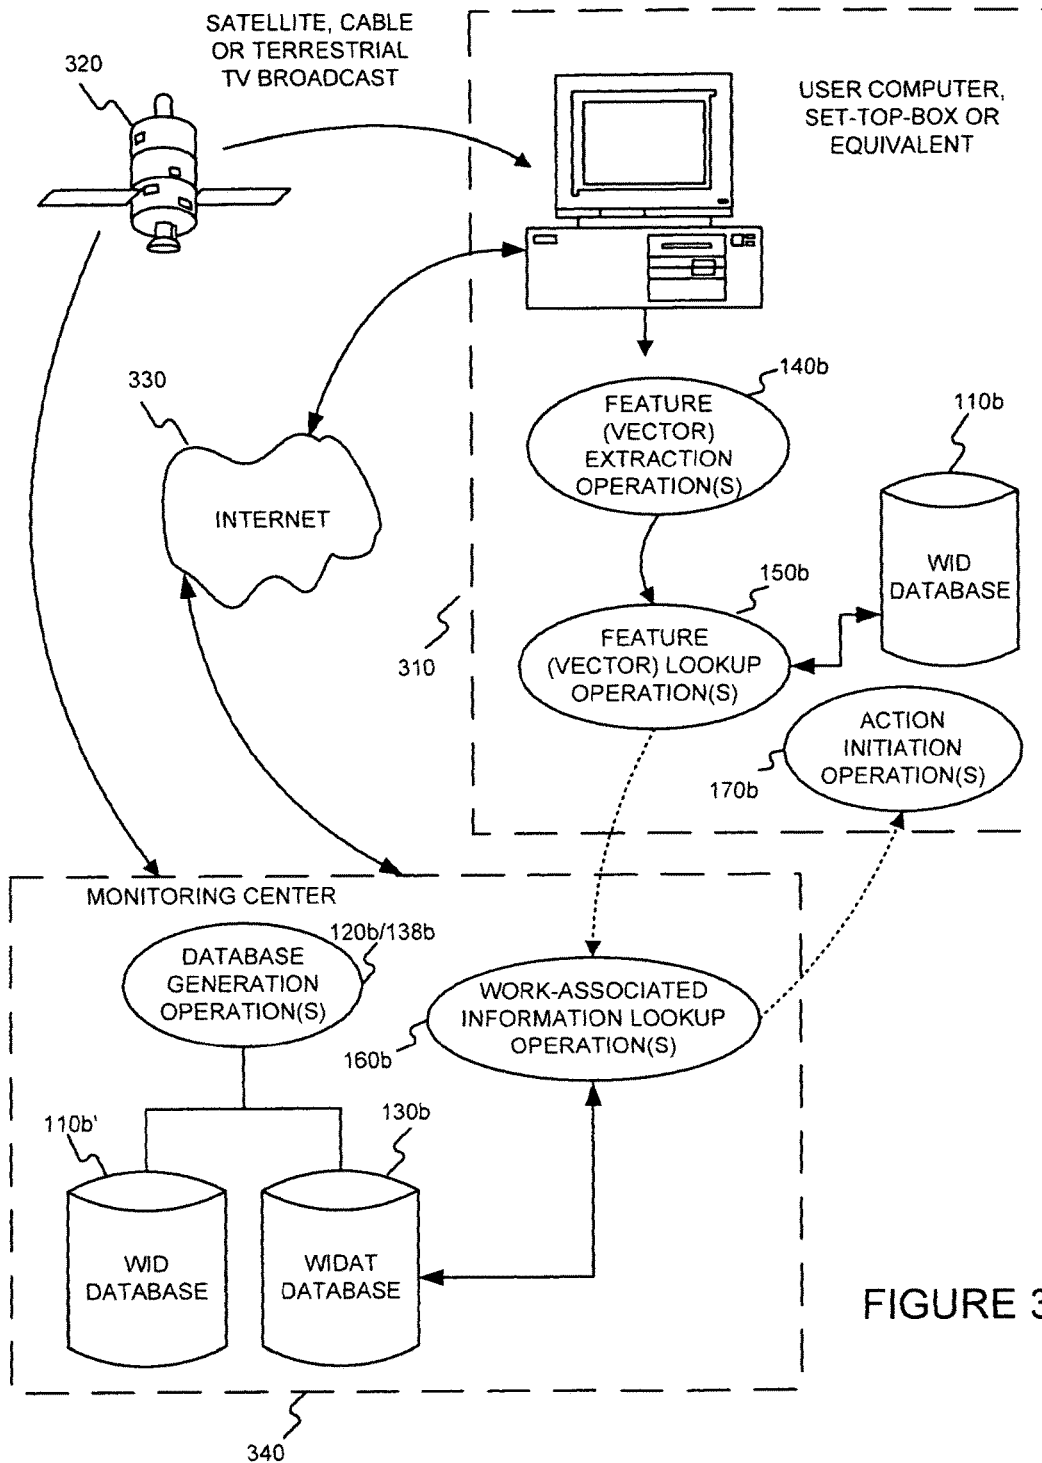 SATELLITE, CABLE
OR TERRESTRIAL
TV BROADCAST
320
USER COMPUTER,
SET-TOP-BOX OR
EQUIVALENT
330
INTERNET
140b
FEATURE
(VECTOR)
EXTRACTION
OPERATION(S)
110b
WID
DATABASE
150b
FEATURE
(VECTOR) LOOKUP
OPERATION(S)
310
ACTION
INITIATION
OPERATION(S)
170b
MONITORING CENTER
120b/138b
DATABASE
GENERATION
OPERATION(S)
WORK-ASSOCIATED
INFORMATION LOOKUP
OPERATION(S)
160b
110b'
130b
WID
DATABASE
WIDAT
DATABASE
FIGURE 3
340